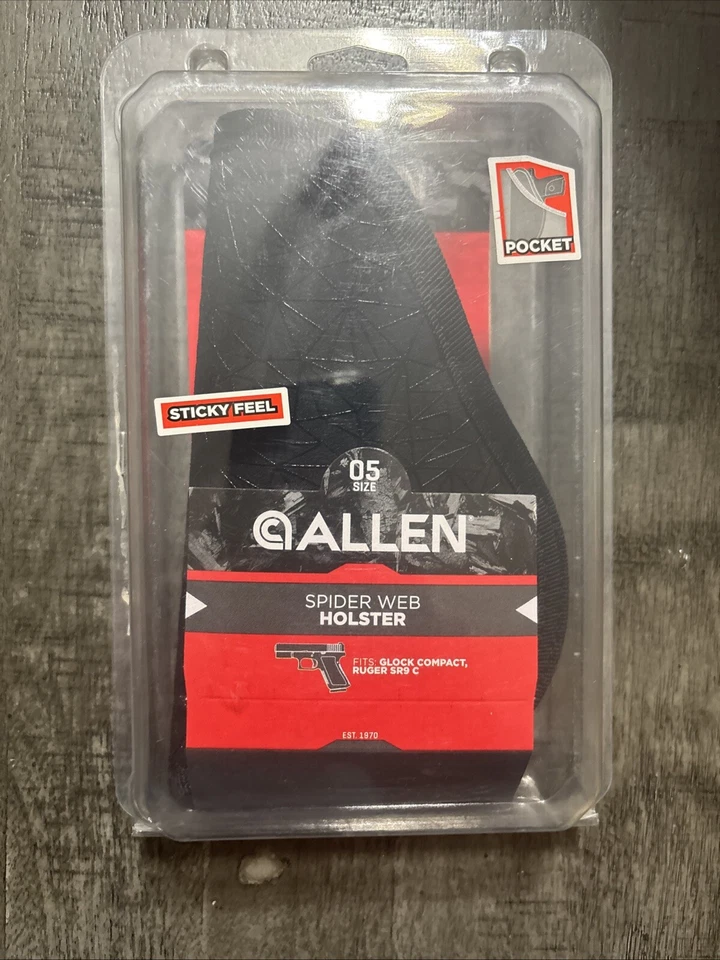 POCKET
STICKY FEEL
05
SIZE
ALLEN
SPIDER WEB
HOLSTER
FITS: GLOCK COMPACT,
RUGER SR9 C
EST. 1970